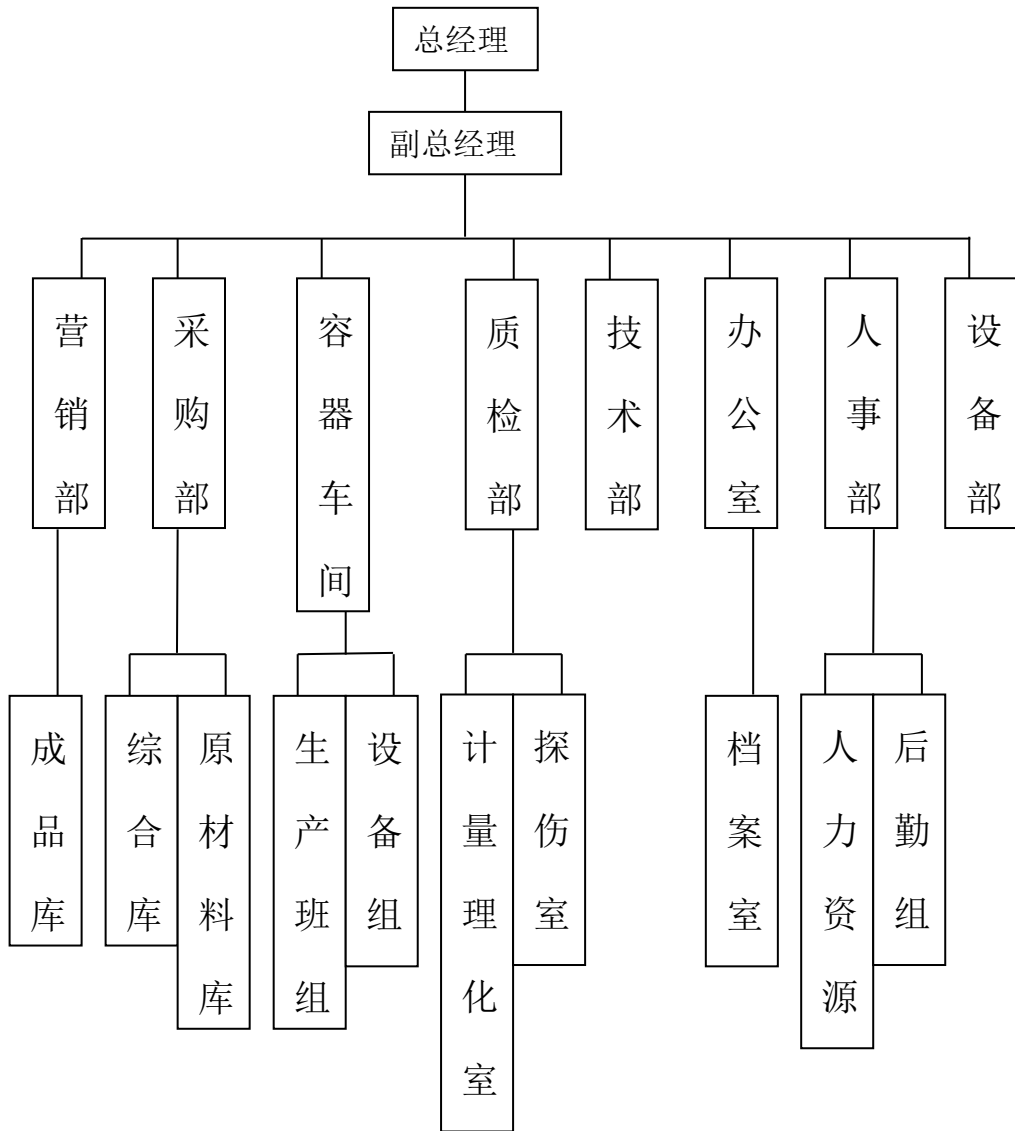 总经理
副总经理
营销部
采购部
容器车间
质检部
技术部
办公室
人事部
设备部
成品库
综合库
原材料库
生产班组
设备组
计量理化室
探伤室
档案室
人力资源
后勤组